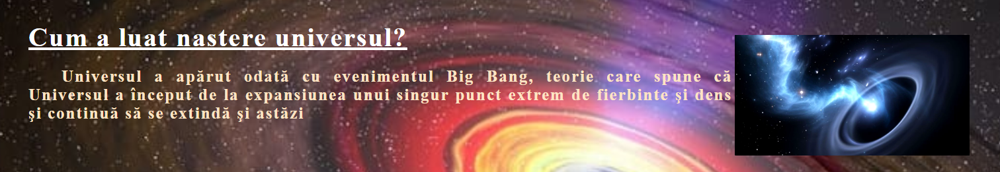 Cum a luat nastere universul?
Universul a apărut odată cu evenimentul Big Bang, teorie care spune că
Universul a început de la expansiunea unui singur punct extrem de fierbinte şi dens
şi continuă să se extindă şi astăzi